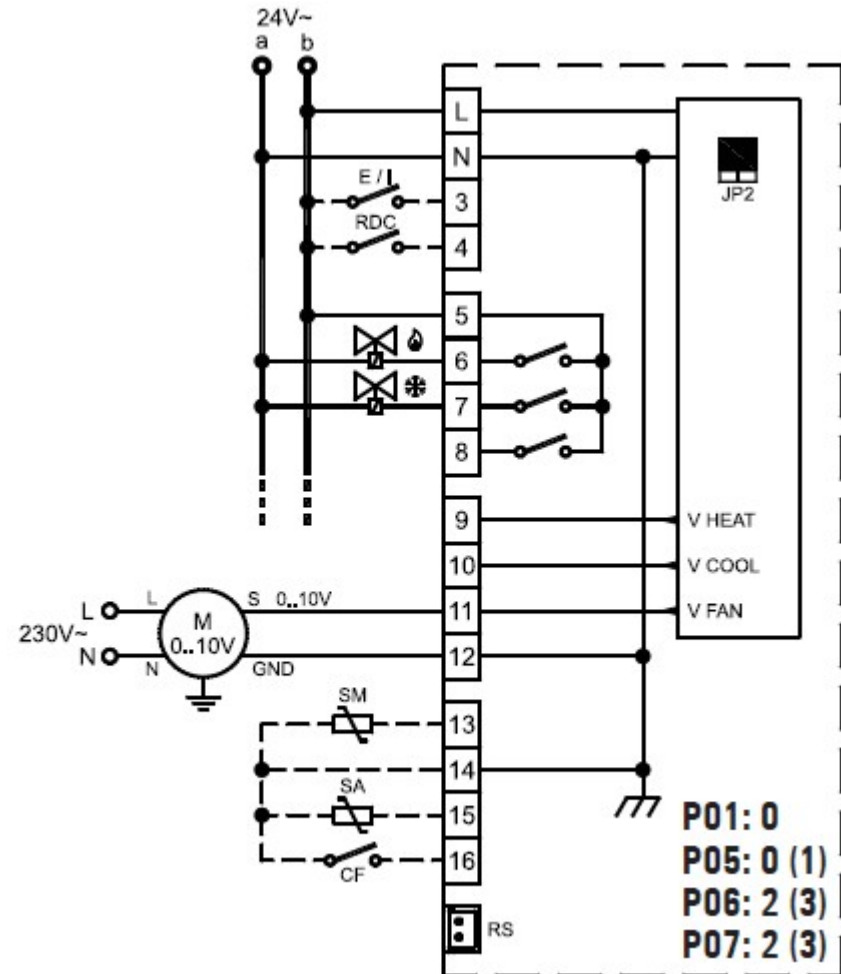 24V~
a b
L
N
JP2
E / I
3
RDC
4
5
6
7
8
9 V HEAT
10 V COOL
L L S 0..10V 11 V FAN
M
0..10V
230V~
N N GND 12
SM
13
14
SA
15
16
CF
RS
P01: 0
P05: 0 (1)
P06: 2 (3)
P07: 2 (3)